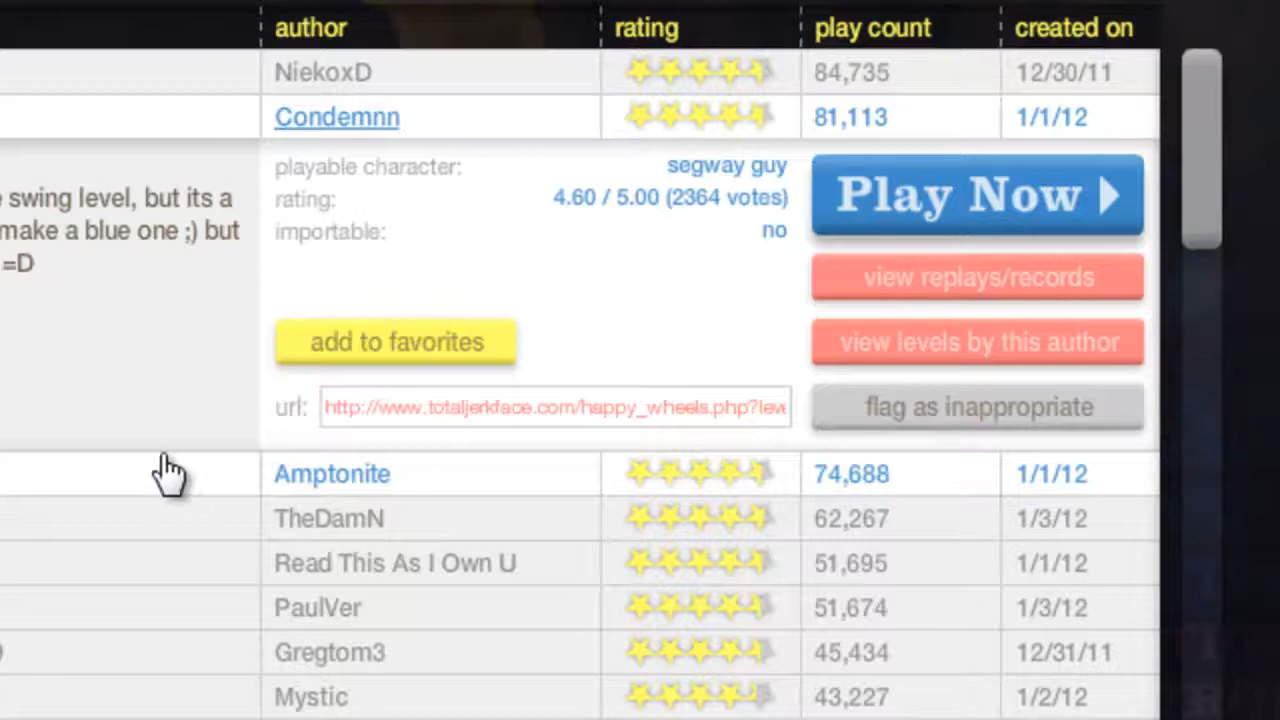 author rating play count created on
NiekoxD 84,735 12/30/11
Condemnn 81,113 1/1/12
playable character: segway guy
swing level, but its a rating: 4.60 / 5.00 (2364 votes) Play Now
make a blue one ;) but importable: no
=D
view replays/records
add to favorites view levels by this author
url: http://www.totaljerkface.com/happy_wheels.php?leve flag as inappropriate
Amptonite 74,688 1/1/12
TheDamN 62,267 1/3/12
Read This As I Own U 51,695 1/1/12
PaulVer 51,674 1/3/12
Gregtom3 45,434 12/31/11
Mystic 43,227 1/2/12